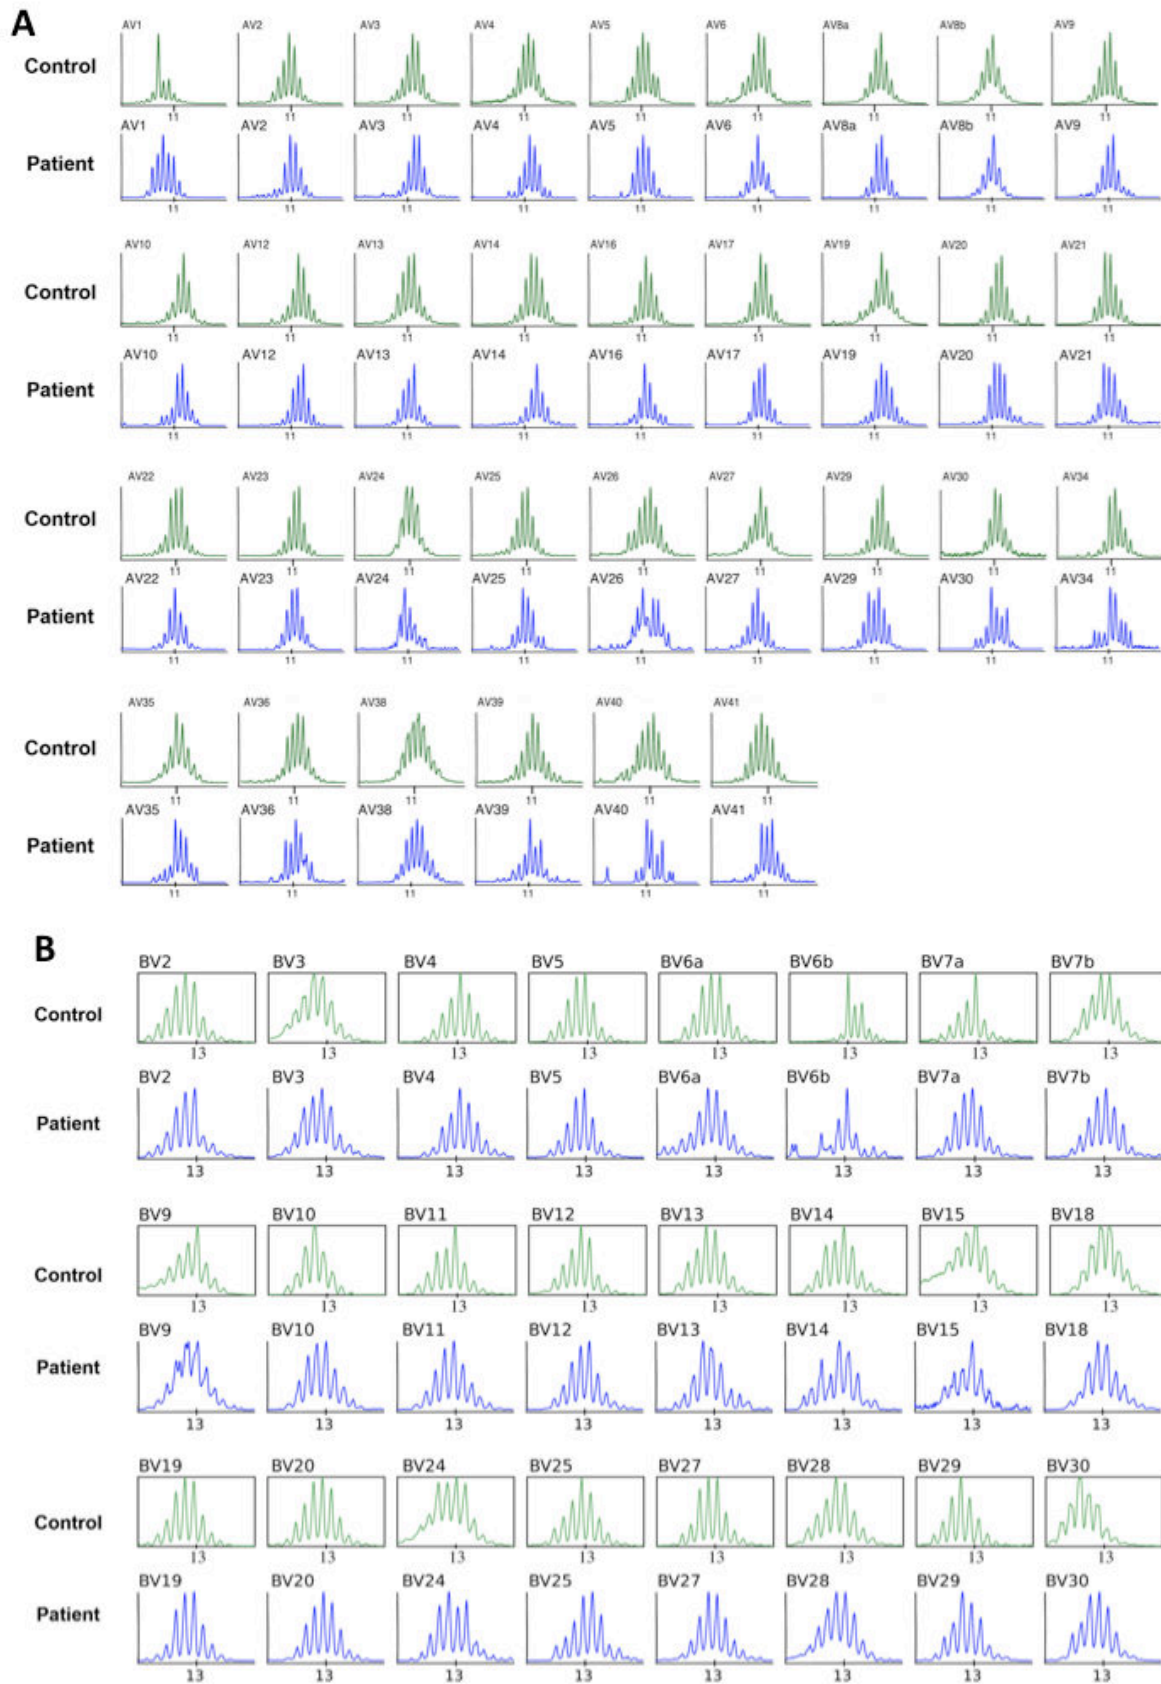 A
AV1 AV2 AV3 AV4 AV5 AV6 AV8a AV8b AV9
Control
11 11 11 11 11 11 11 11 11
AV1 AV2 AV3 AV4 AV5 AV6 AV8a AV8b AV9
Patient
11 11 11 11 11 11 11 11 11
AV10 AV12 AV13 AV14 AV16 AV17 AV19 AV20 AV21
Control
11 11 11 11 11 11 11 11 11
AV10 AV12 AV13 AV14 AV16 AV17 AV19 AV20 AV21
Patient
11 11 11 11 11 11 11 11 11
AV22 AV23 AV24 AV25 AV26 AV27 AV29 AV30 AV34
Control
11 11 11 11 11 11 11 11 11
AV22 AV23 AV24 AV25 AV26 AV27 AV29 AV30 AV34
Patient
11 11 11 11 11 11 11 11 11
AV35 AV36 AV38 AV39 AV40 AV41
Control
11 11 11 11 11 11
AV35 AV36 AV38 AV39 AV40 AV41
Patient
11 11 11 11 11 11
B
BV2 BV3 BV4 BV5 BV6a BV6b BV7a BV7b
Control
13 13 13 13 13 13 13 13
BV2 BV3 BV4 BV5 BV6a BV6b BV7a BV7b
Patient
13 13 13 13 13 13 13 13
BV9 BV10 BV11 BV12 BV13 BV14 BV15 BV18
Control
13 13 13 13 13 13 13 13
BV9 BV10 BV11 BV12 BV13 BV14 BV15 BV18
Patient
13 13 13 13 13 13 13 13
BV19 BV20 BV24 BV25 BV27 BV28 BV29 BV30
Control
13 13 13 13 13 13 13 13
BV19 BV20 BV24 BV25 BV27 BV28 BV29 BV30
Patient
13 13 13 13 13 13 13 13